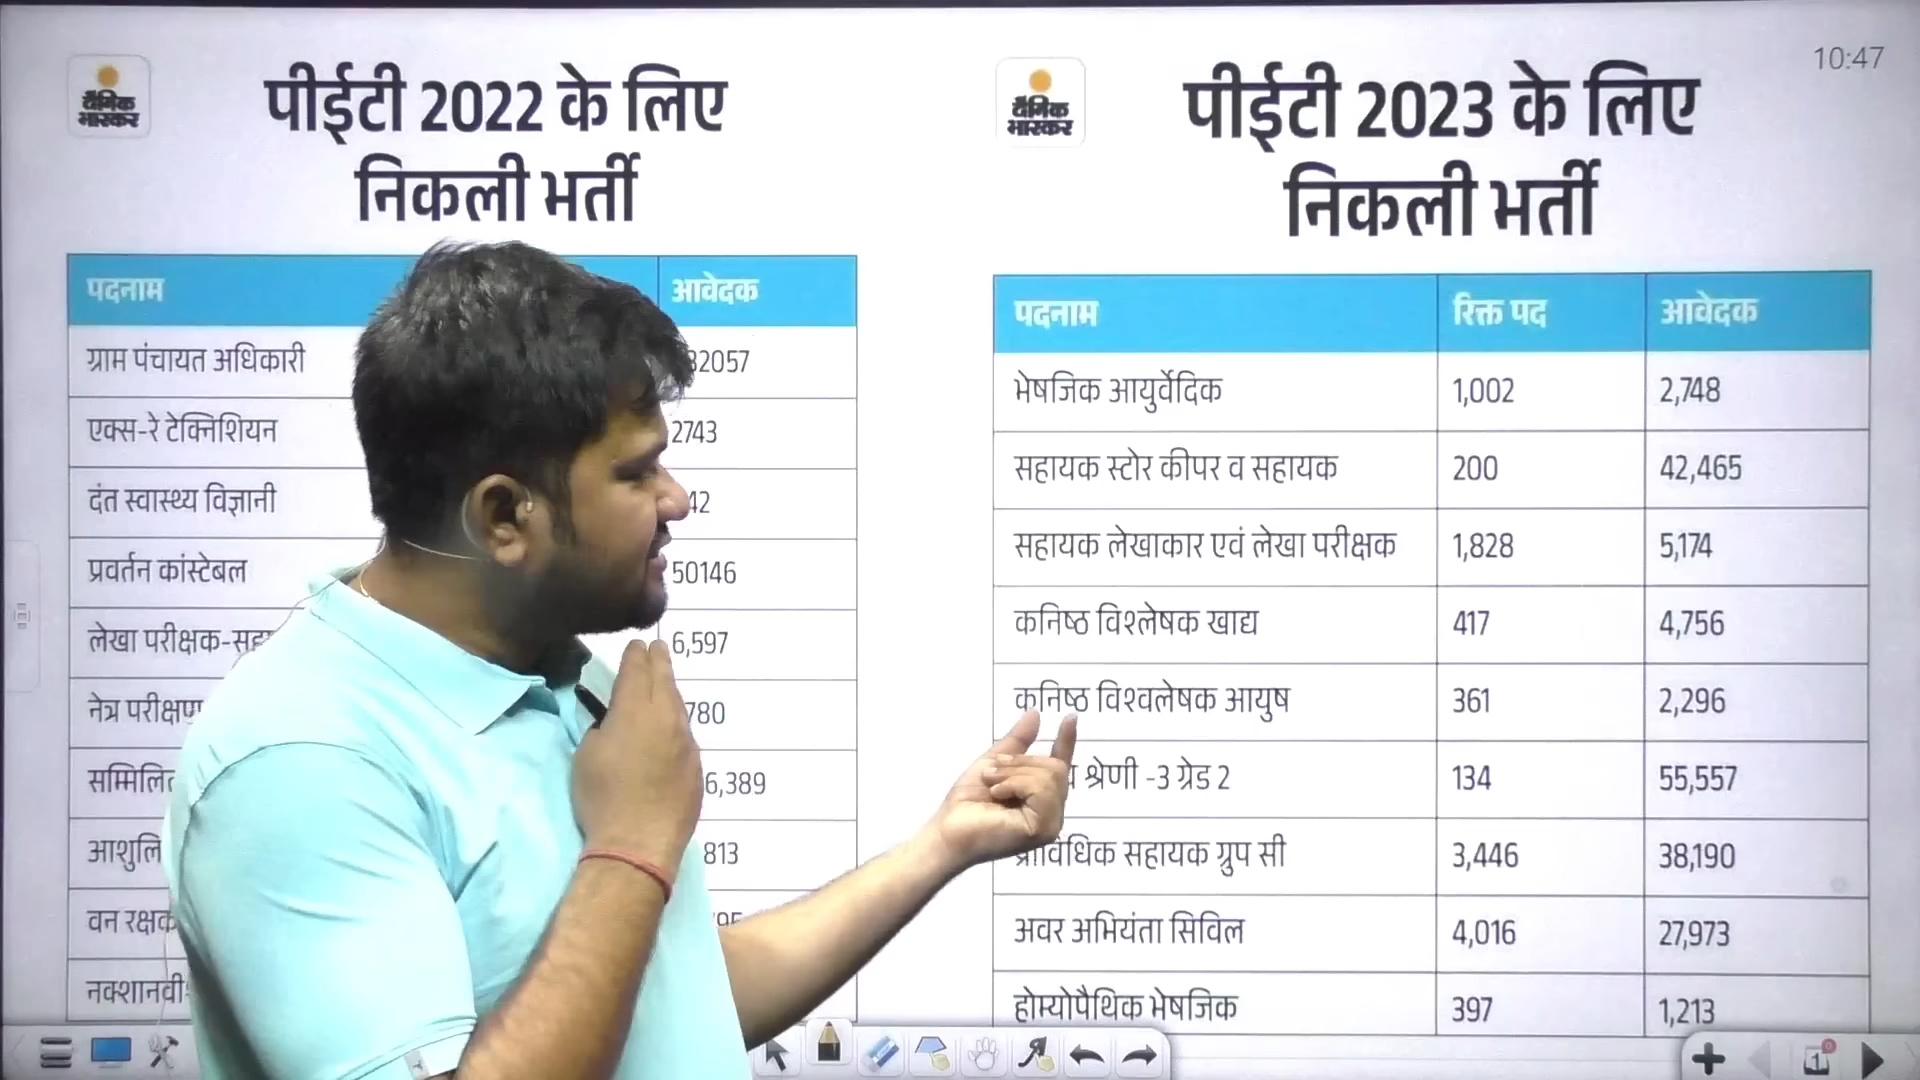 दैनिक
भास्कर
पीईटी 2022 के लिए
निकली भर्ती
पदनाम आवेदक
ग्राम पंचायत अधिकारी 2057
एक्स-रे टेक्निशियन 2743
दंत स्वास्थ्य विज्ञानी 42
प्रवर्तन कांस्टेबल 50146
लेखा परीक्षक- 6,597
नेत्र 780
6,389
813
वन
10:47
दैनिक
भास्कर
पीईटी 2023 के लिए
निकली भर्ती
पदनाम रिक्त पद आवेदक
भेषजिक आयुर्वेदिक 1,002 2,748
सहायक स्टोर कीपर व सहायक 200 42,465
सहायक लेखाकार एवं लेखा परीक्षक 1,828 5,174
कनिष्ठ विश्लेषक खाद्य 417 4,756
कनिष्ठ विश्वलेषक आयुष 361 2,296
श्रेणी -3 ग्रेड 2 134 55,557
सहायक ग्रुप सी 3,446 38,190
अवर अभियंता सिविल 4,016 27,973
होम्योपैथिक भेषजिक 397 1,213
1